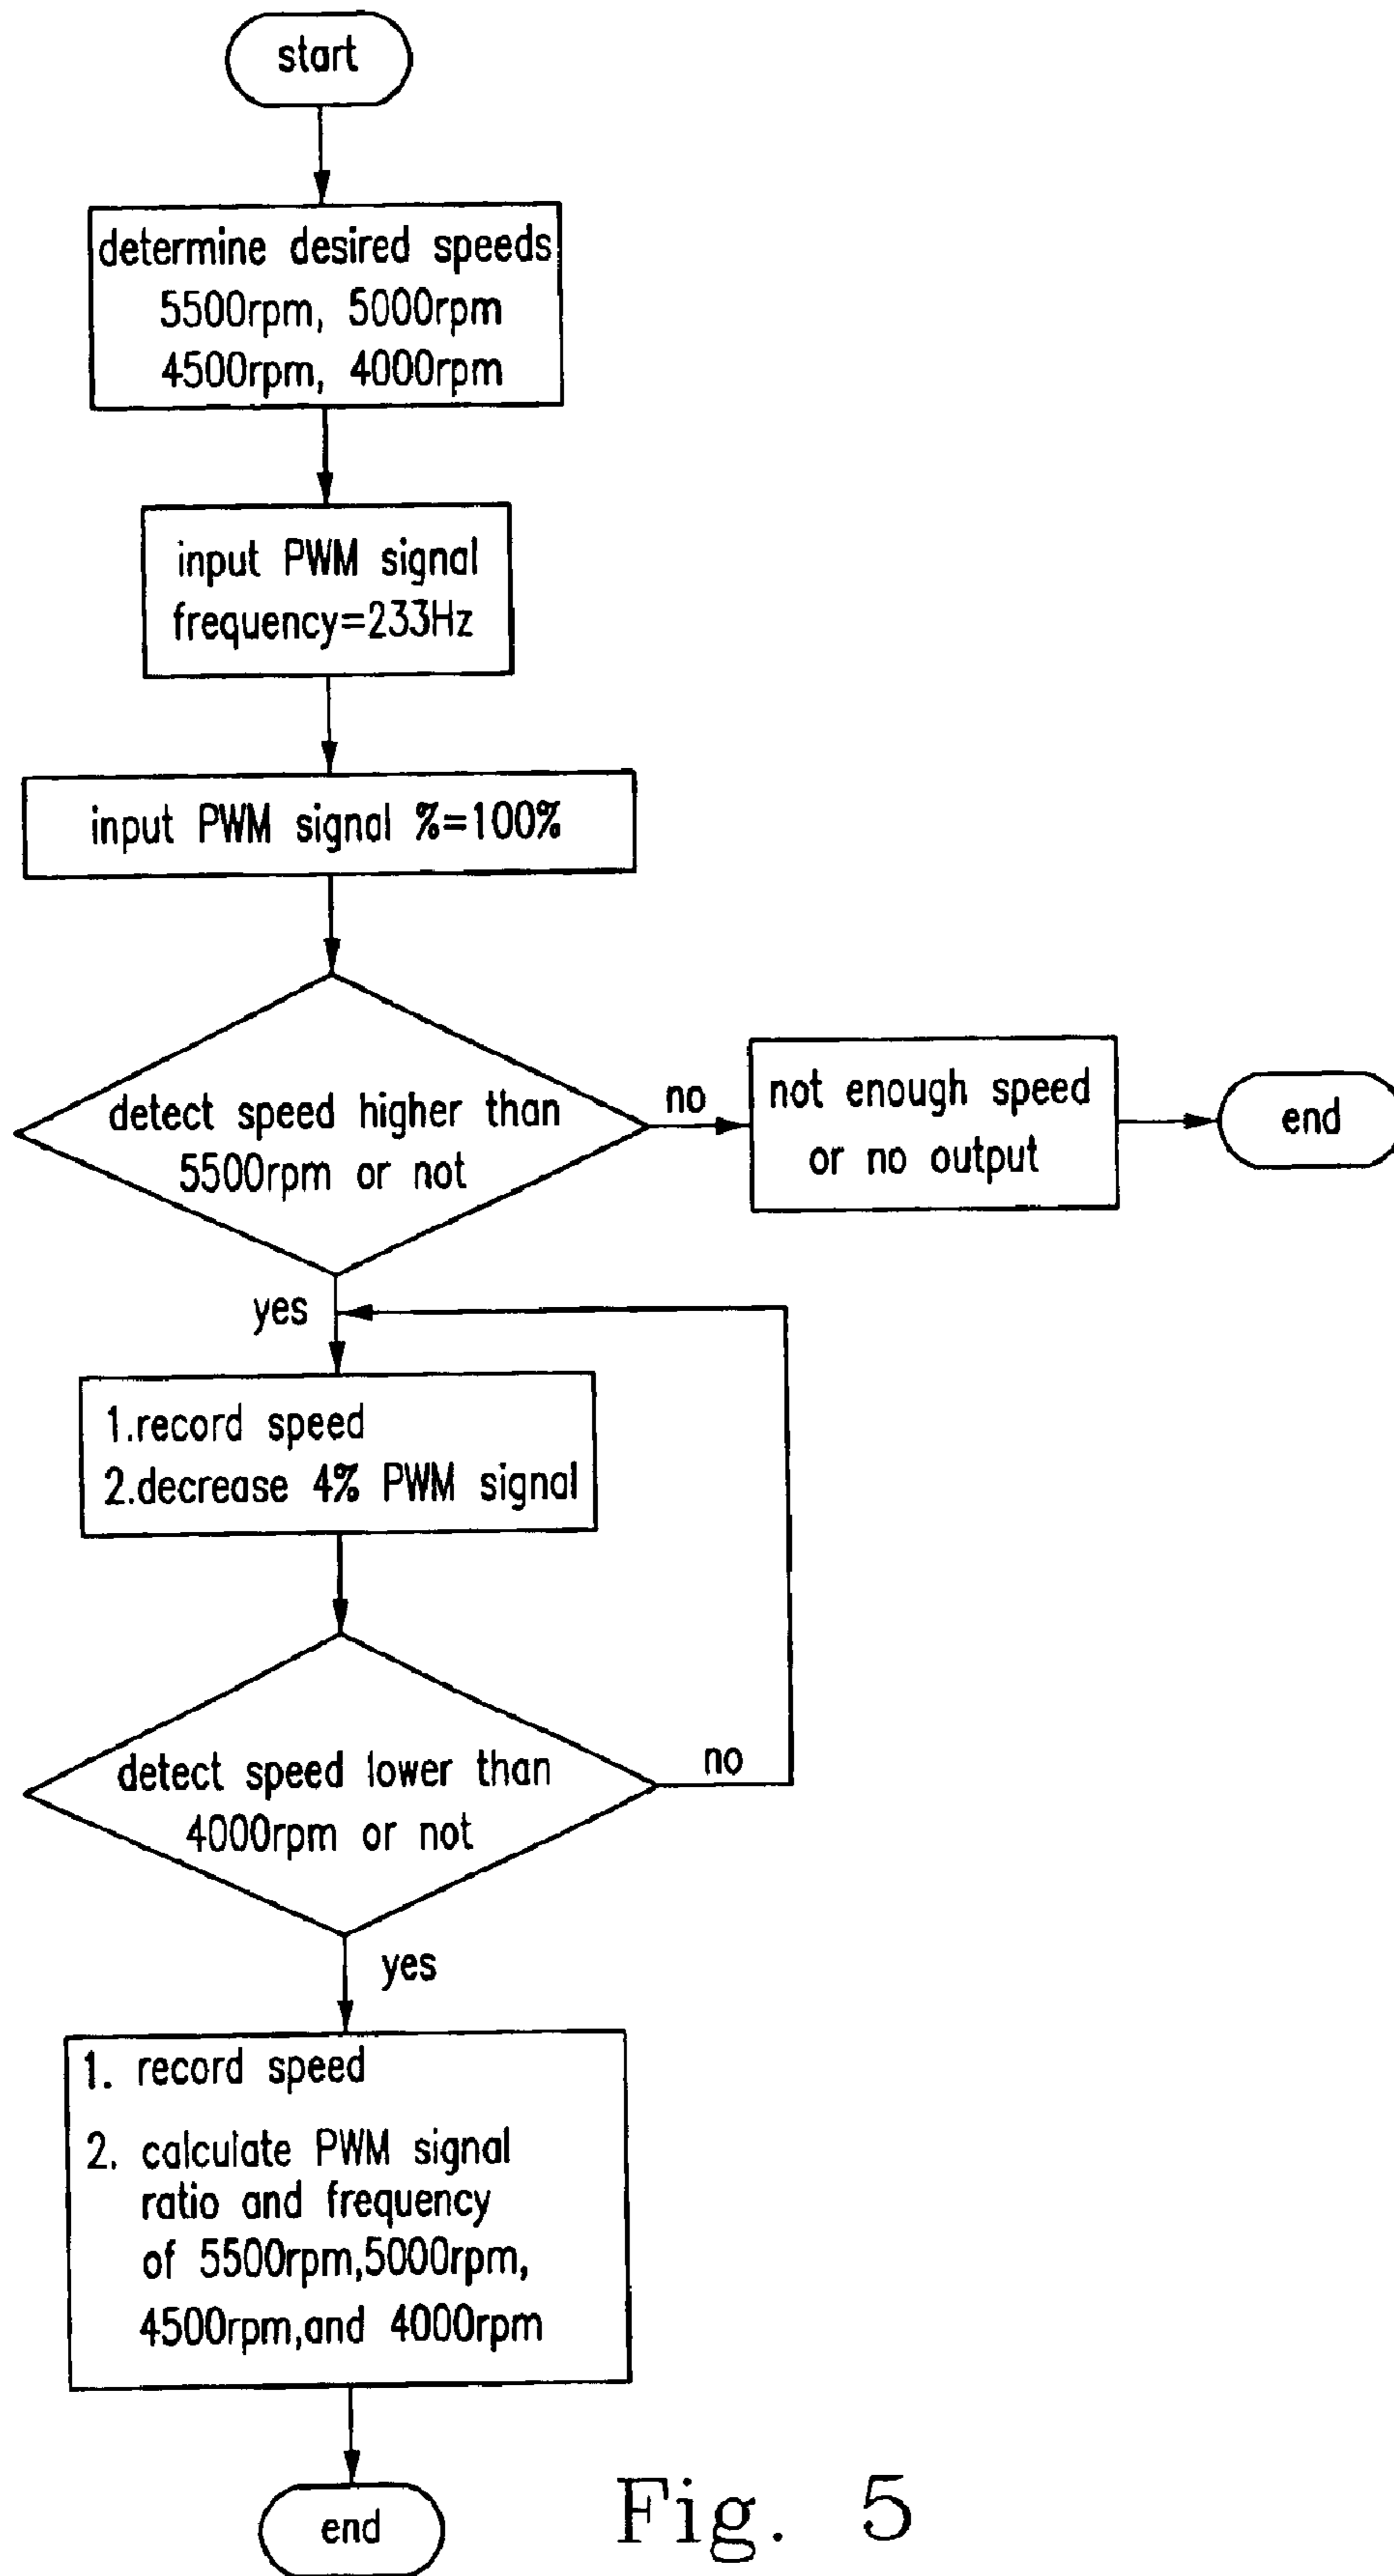 start
determine desired speeds
5500rpm, 5000rpm
4500rpm, 4000rpm
input PWM signal
frequency=233Hz
input PWM signal %=100%
detect speed higher than
5500rpm or not
no
not enough speed
or no output
end
yes
1.record speed
2.decrease 4% PWM signal
detect speed lower than
4000rpm or not
no
yes
1. record speed
2. calculate PWM signal
ratio and frequency
of 5500rpm,5000rpm,
4500rpm,and 4000rpm
end
Fig. 5